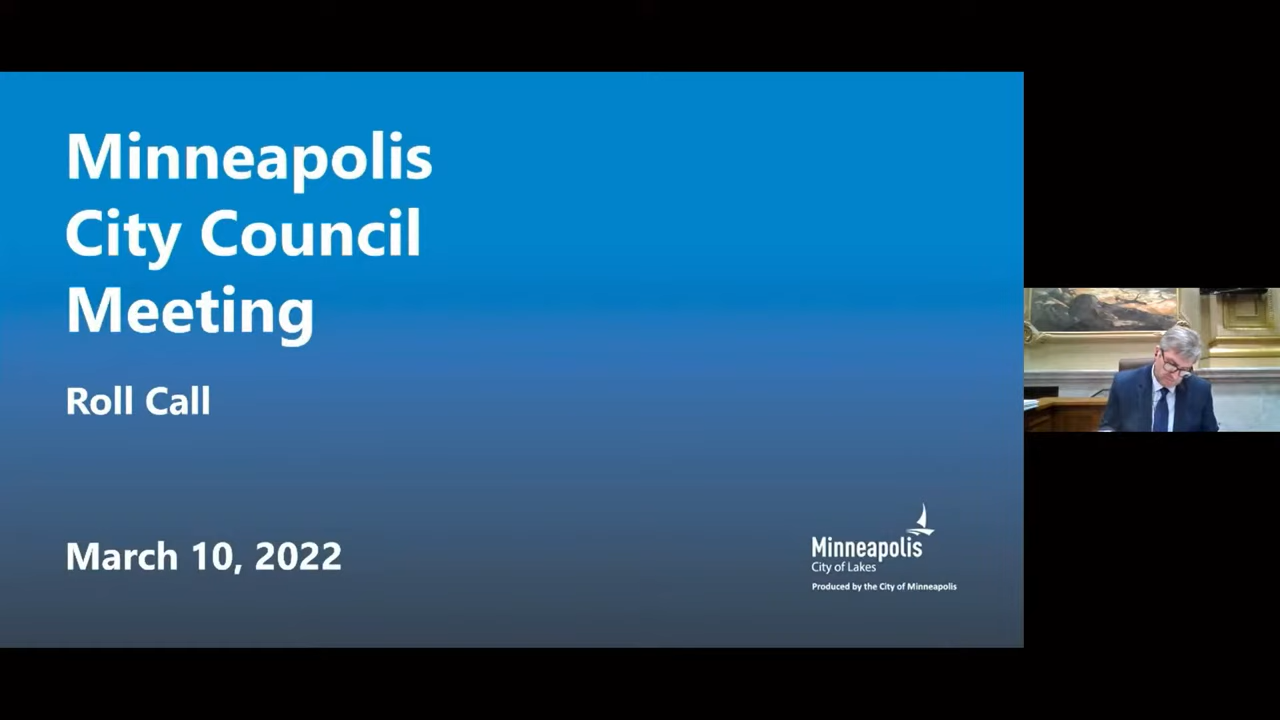 Minneapolis
City Council
Meeting
Roll Call
March 10, 2022
Minneapolis
City of Lakes
Produced by the City of Minneapolis